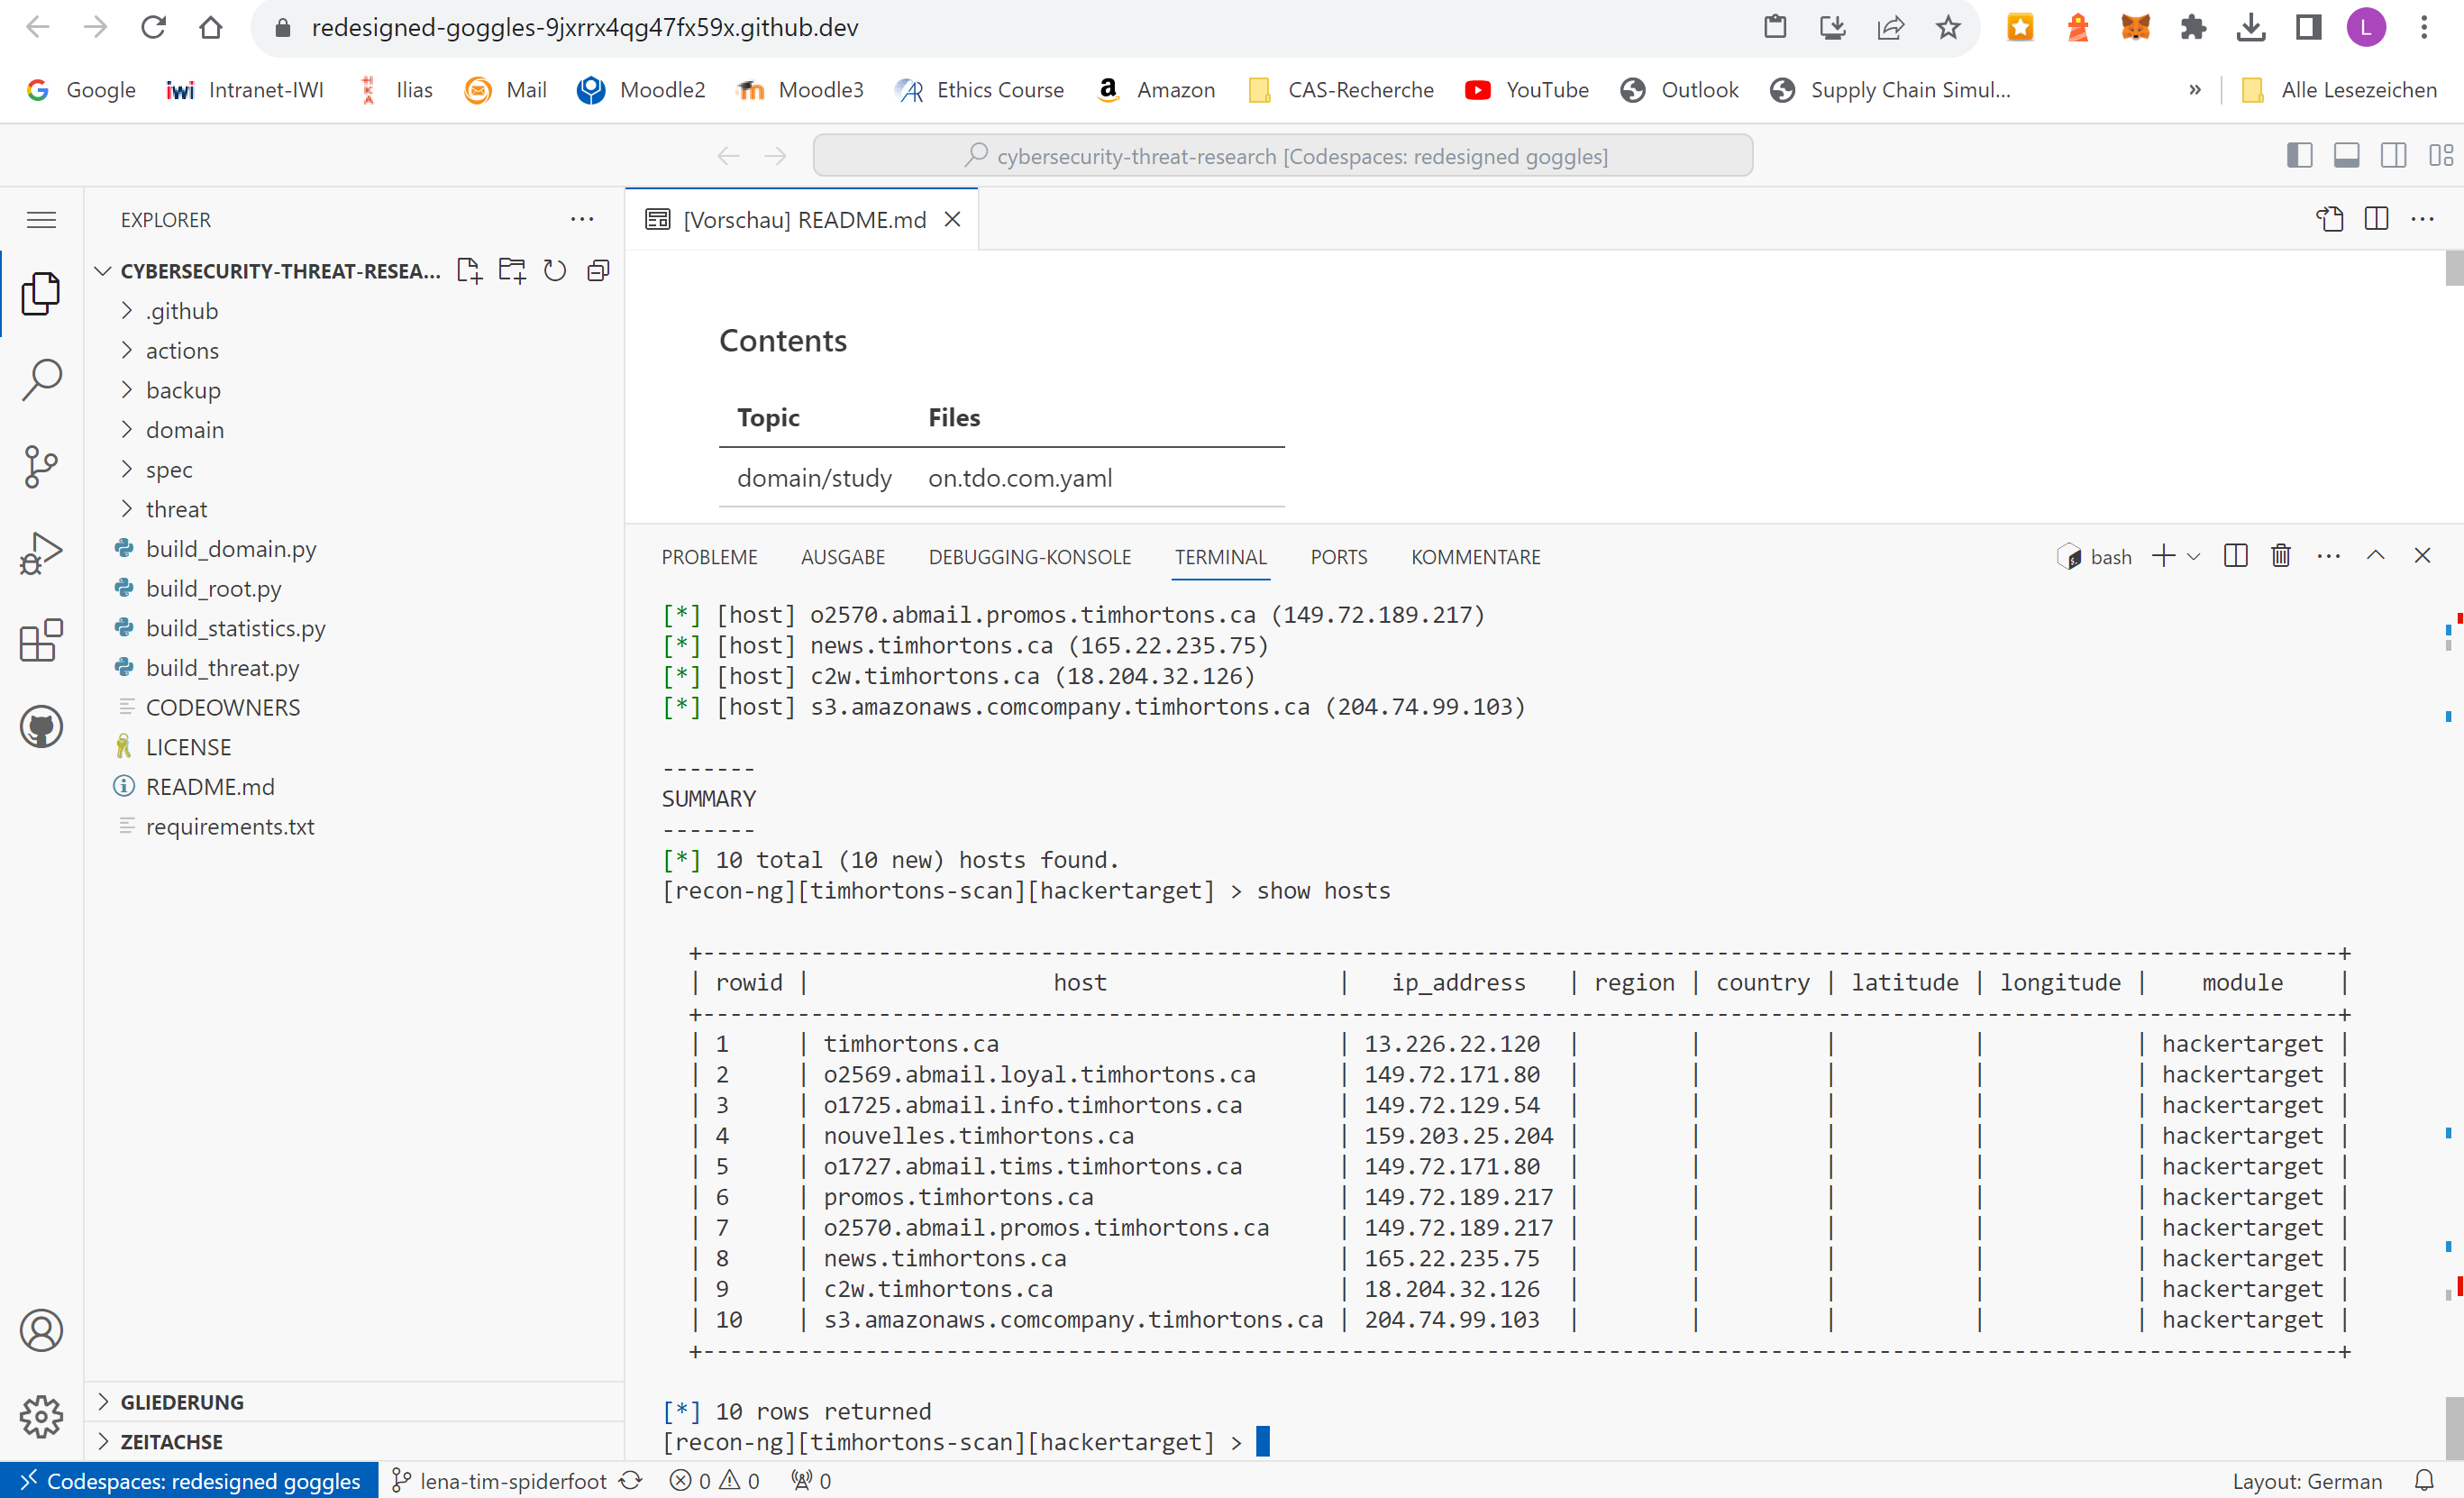 redesigned-goggles-9jxrrx4qg47fx59x.github.dev
L
Google Intranet-IWI Ilias Mail Moodle2 Moodle3 Ethics Course Amazon CAS-Recherche YouTube Outlook Supply Chain Simul... » Alle Lesezeichen
cybersecurity-threat-research [Codespaces: redesigned goggles]
EXPLORER
[Vorschau] README.md
CYBERSECURITY-THREAT-RESEA...
.github
actions
backup
domain
spec
threat
build_domain.py
build_root.py
build_statistics.py
build_threat.py
CODEOWNERS
LICENSE
README.md
requirements.txt
GLIEDERUNG
ZEITACHSE
Contents
Topic Files
domain/study on.tdo.com.yaml
PROBLEME AUSGABE DEBUGGING-KONSOLE TERMINAL PORTS KOMMENTARE bash
[*] [host] o2570.abmail.promos.timhortons.ca (149.72.189.217)
[*] [host] news.timhortons.ca (165.22.235.75)
[*] [host] c2w.timhortons.ca (18.204.32.126)
[*] [host] s3.amazonaws.comcompany.timhortons.ca (204.74.99.103)
-------
SUMMARY
-------
[*] 10 total (10 new) hosts found.
[recon-ng][timhortons-scan][hackertarget] > show hosts
+-------------------------------------------------------------------------------------------------------------------------+
| rowid | host | ip_address | region | country | latitude | longitude | module |
+-------------------------------------------------------------------------------------------------------------------------+
| 1 | timhortons.ca | 13.226.22.120 | | | | | hackertarget |
| 2 | o2569.abmail.loyal.timhortons.ca | 149.72.171.80 | | | | | hackertarget |
| 3 | o1725.abmail.info.timhortons.ca | 149.72.129.54 | | | | | hackertarget |
| 4 | nouvelles.timhortons.ca | 159.203.25.204 | | | | | hackertarget |
| 5 | o1727.abmail.tims.timhortons.ca | 149.72.171.80 | | | | | hackertarget |
| 6 | promos.timhortons.ca | 149.72.189.217 | | | | | hackertarget |
| 7 | o2570.abmail.promos.timhortons.ca | 149.72.189.217 | | | | | hackertarget |
| 8 | news.timhortons.ca | 165.22.235.75 | | | | | hackertarget |
| 9 | c2w.timhortons.ca | 18.204.32.126 | | | | | hackertarget |
| 10 | s3.amazonaws.comcompany.timhortons.ca | 204.74.99.103 | | | | | hackertarget |
+-------------------------------------------------------------------------------------------------------------------------+
[*] 10 rows returned
[recon-ng][timhortons-scan][hackertarget] >
Codespaces: redesigned goggles lena-tim-spiderfoot 0 0 0 Layout: German